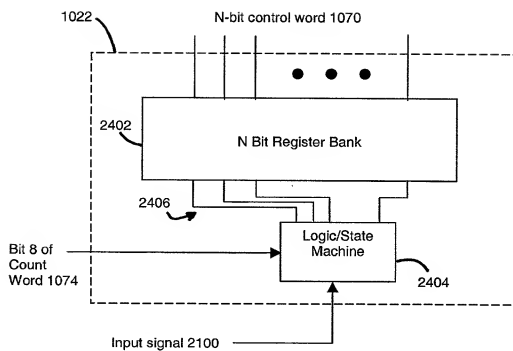 1022
N-bit control word 1070
2402
N Bit Register Bank
2406
Logic/State
Machine
Bit 8 of
Count
Word 1074
2404
Input signal 2100